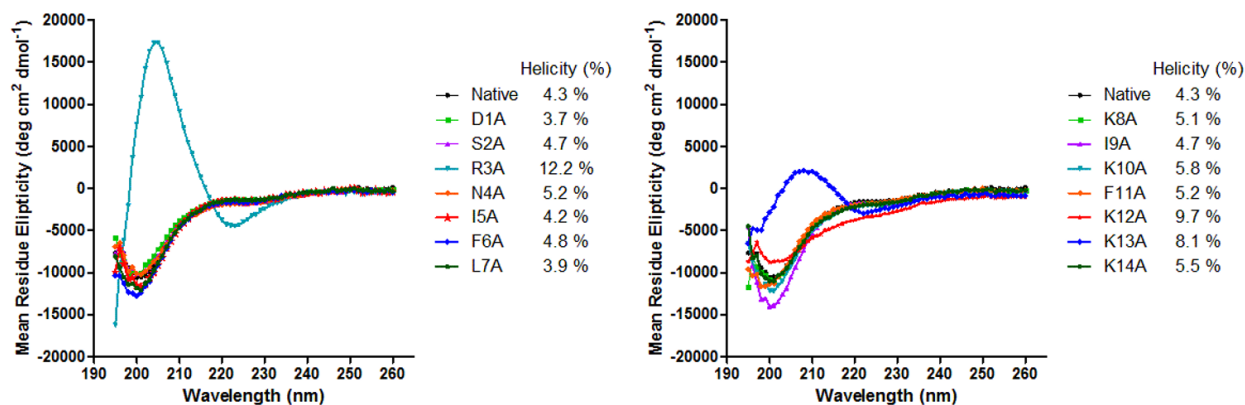 20000
15000
10000
5000
0
-5000
-10000
-15000
-20000
Mean Residue Elipticity (deg cm² dmol⁻¹)
190 200 210 220 230 240 250 260
Wavelength (nm)
Helicity (%)
Native 4.3 %
D1A 3.7 %
S2A 4.7 %
R3A 12.2 %
N4A 5.2 %
I5A 4.2 %
F6A 4.8 %
L7A 3.9 %
20000
15000
10000
5000
0
-5000
-10000
-15000
-20000
Mean Residue Elipticity (deg cm² dmol⁻¹)
190 200 210 220 230 240 250 260
Wavelength (nm)
Helicity (%)
Native 4.3 %
K8A 5.1 %
I9A 4.7 %
K10A 5.8 %
F11A 5.2 %
K12A 9.7 %
K13A 8.1 %
K14A 5.5 %